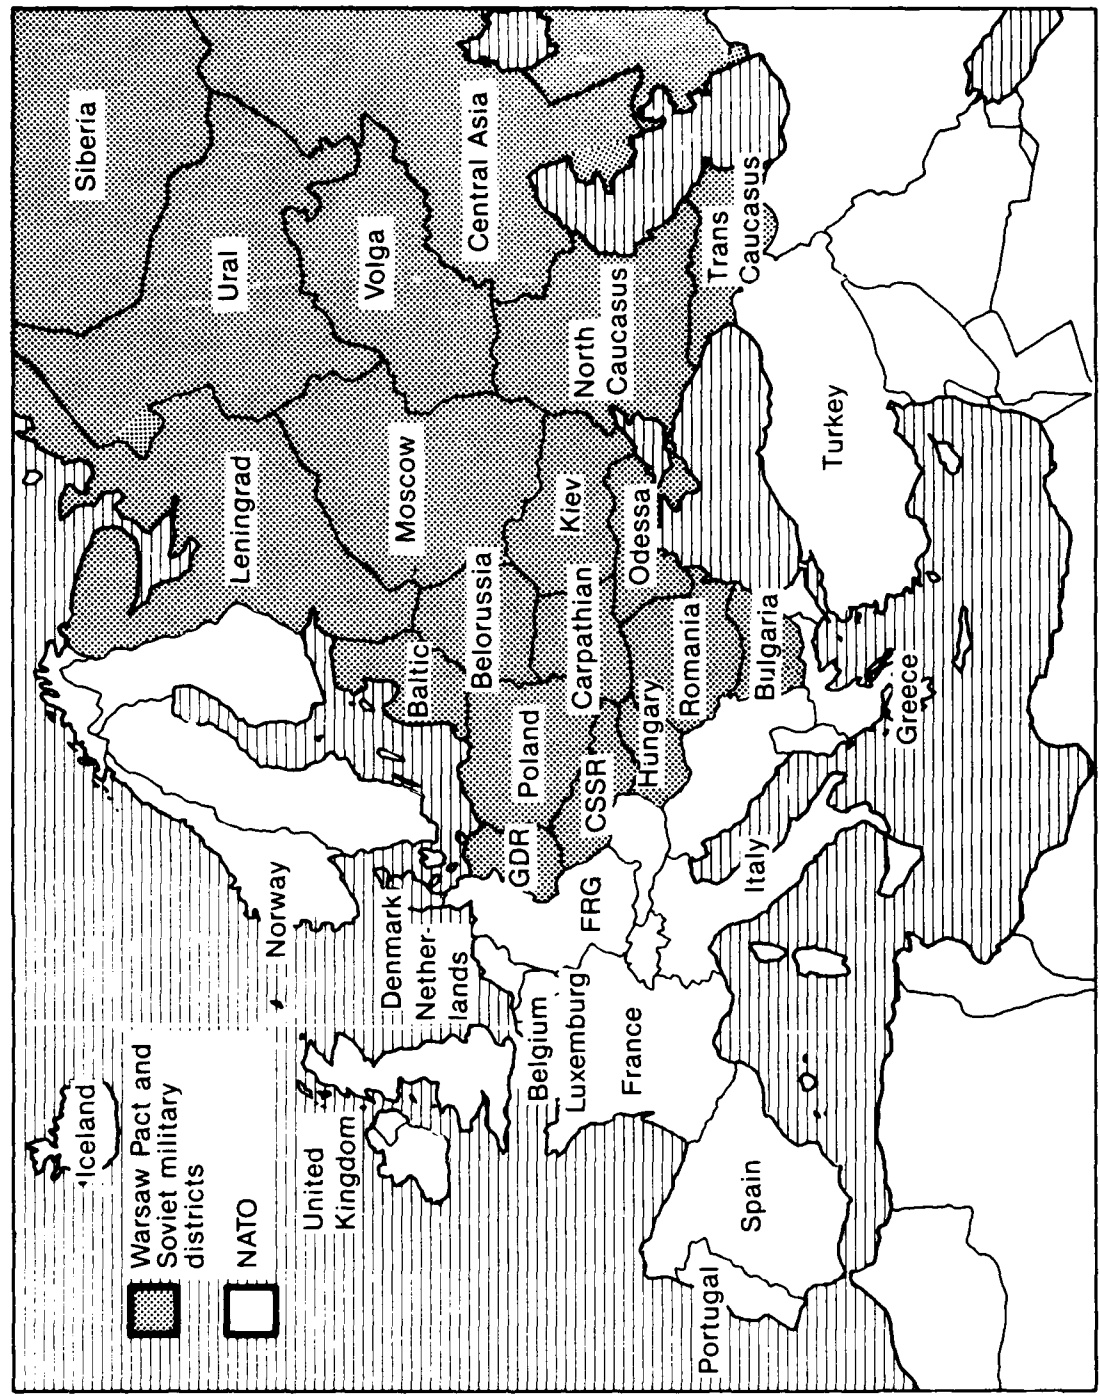 Iceland
Warsaw Pact and
Soviet military
districts
NATO
United
Kingdom
Norway
Denmark
Nether-
lands
Belgium
Luxemburg
France
Portugal
Spain
FRG
Italy
GDR
Poland
CSSR
Hungary
Romania
Bulgaria
Greece
Turkey
Baltic
Belorussia
Carpathian
Odessa
Kiev
Leningrad
Moscow
North
Caucasus
Trans
Caucasus
Siberia
Ural
Volga
Central Asia